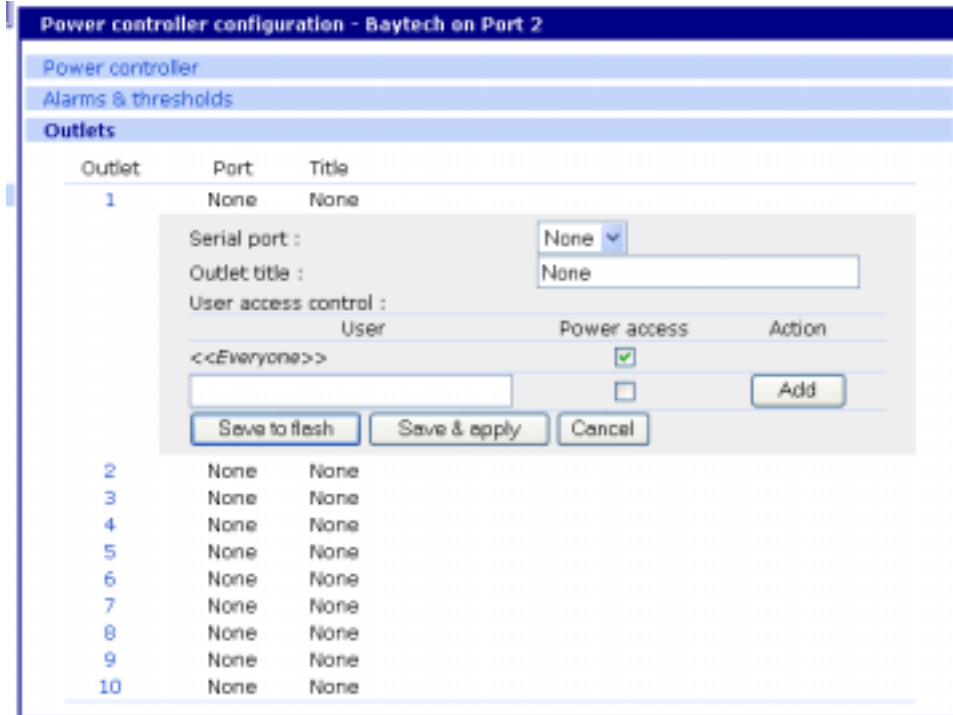 Power controller configuration - Baytech on Port 2
Power controller
Alarms & thresholds
Outlets
Outlet Port Title
1 None None
Serial port : None
Outlet title : None
User access control :
User Power access Action
<<Everyone>>
Add
Save to flash Save & apply Cancel
2 None None
3 None None
4 None None
5 None None
6 None None
7 None None
8 None None
9 None None
10 None None